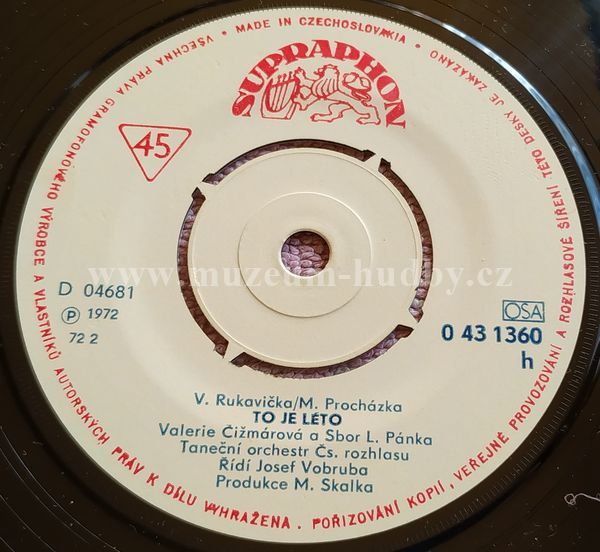 VŠECHNA PRÁVA GRAMOFONOVÉHO VÝROBCE A VLASTNÍKŮ AUTORSKÝCH PRÁV K DÍLU VYHRAŽENA. POŘIZOVÁNÍ KOPIÍ, VEŘEJNÉ PROVOZOVÁNÍ A ROZHLASOVÉ ŠÍŘENÍ TÉTO DESKY JE ZAKÁZÁNO • MADE IN CZECHOSLOVAKIA •
SUPRAPHON
45
www.muzeum-hudby.cz
D 04681
Ⓟ 1972
72 2
OSA
0 43 1360
h
V. Rukavička/M. Procházka
TO JE LÉTO
Valerie Čižmárová a Sbor L. Pánka
Taneční orchestr Čs. rozhlasu
Řídí Josef Vobruba
Produkce M. Skalka